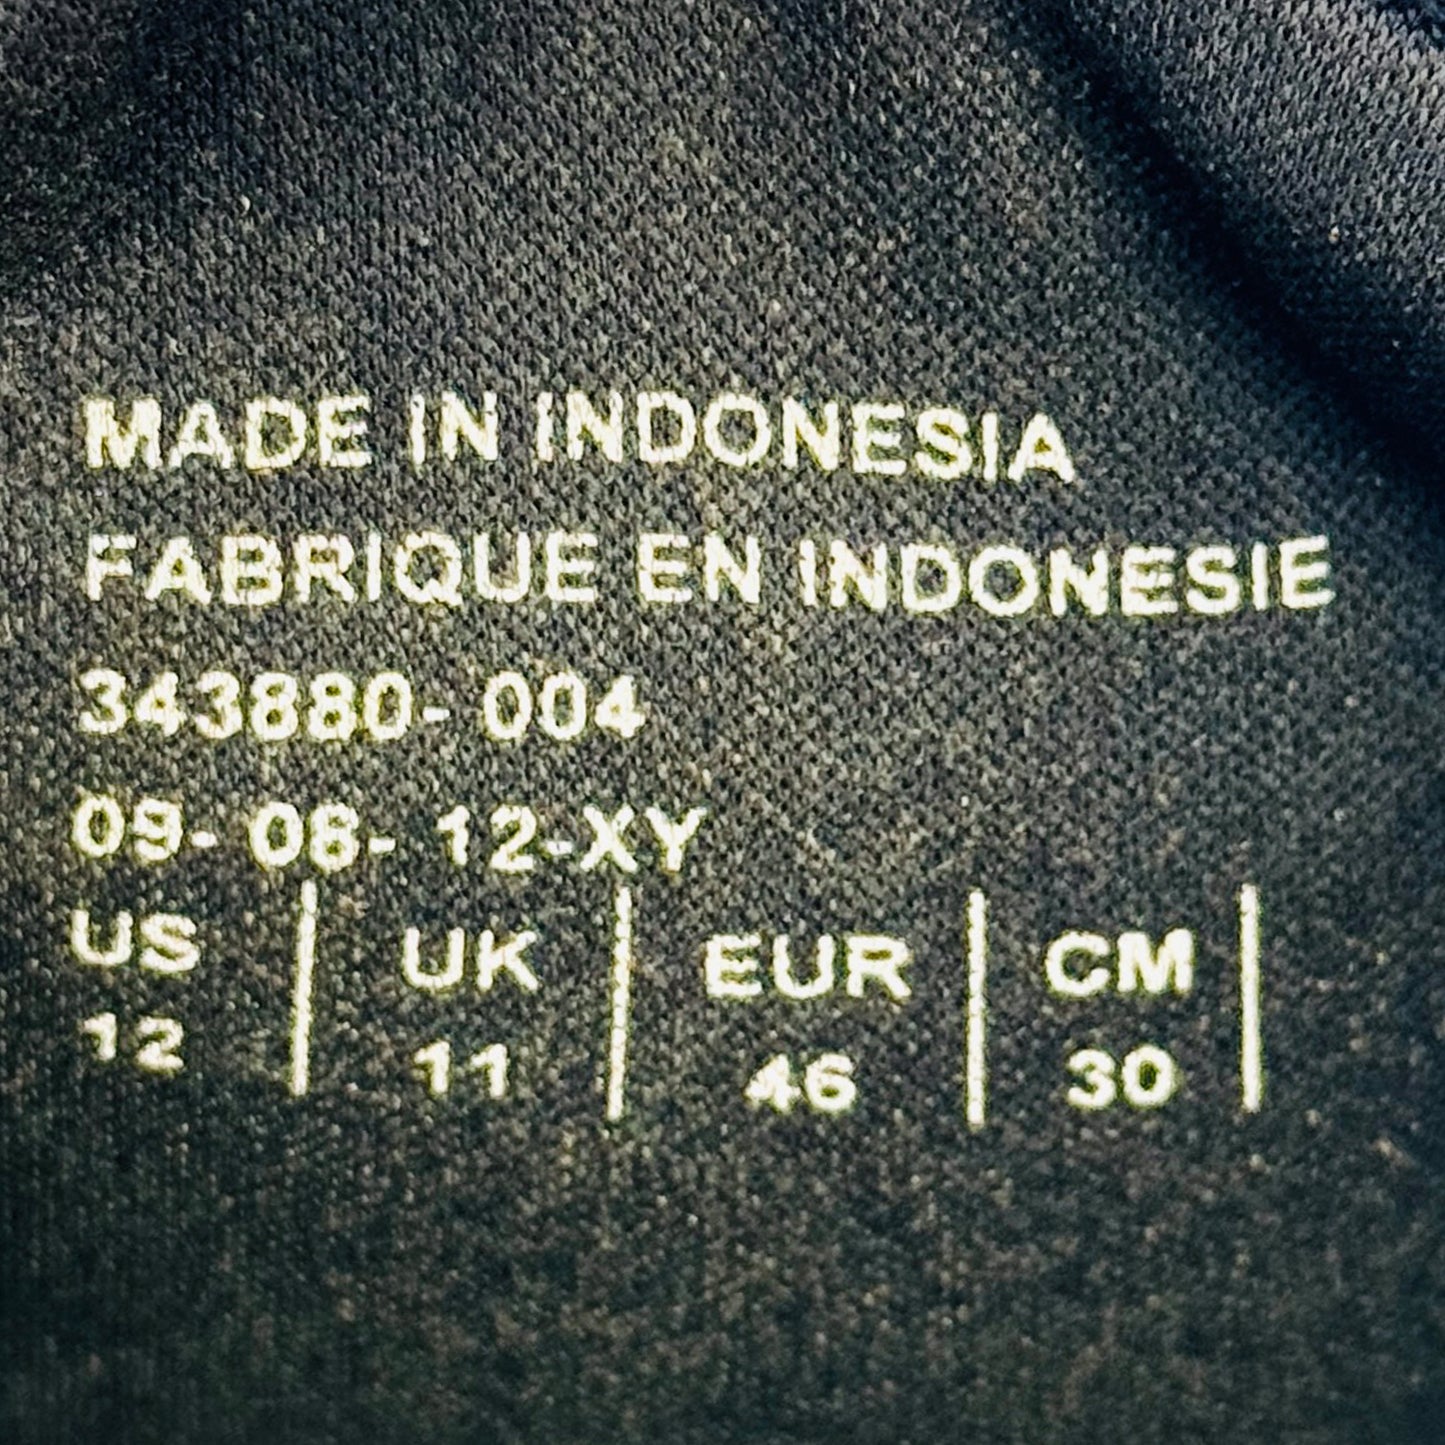 MADE IN INDONESIA
FABRIQUE EN INDONESIE
343880- 004
09- 06- 12-XY
US | UK | EUR | CM |
12 | 11 | 46 | 30 |